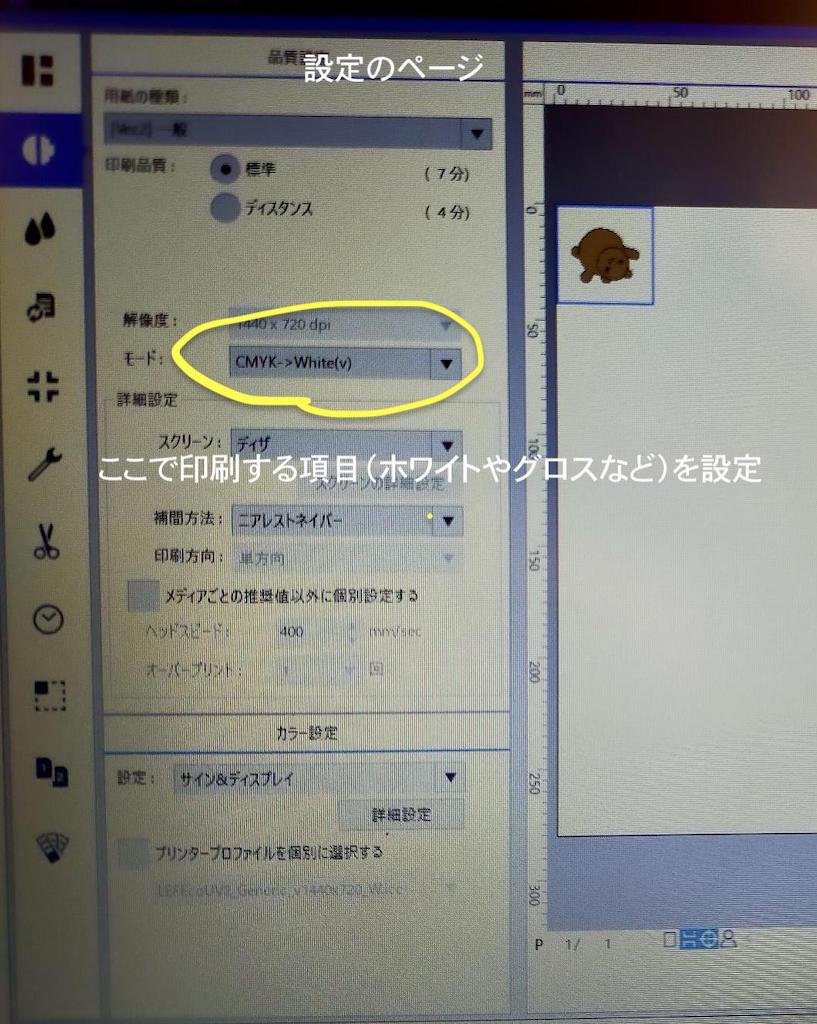 品質設定
設定のページ
用紙の種類：
[Ver.2] 一般
印刷品質：
標準 (7分)
ディスタンス (4分)
解像度： 1440 x 720 dpi
モード： CMYK->White(v)
詳細設定
スクリーン： ディザ
ここで印刷する項目（ホワイトやグロスなど）を設定
スクリーンの詳細設定
補間方法： ニアレストネイバー
印刷方向： 単方向
メディアごとの推奨値以外に個別設定する
ヘッドスピード： 400 mm/sec
オーバープリント： 1 回
カラー設定
設定： サイン&ディスプレイ
詳細設定
プリンタープロファイルを個別に選択する
mm 0 50 100
0
50
100
150
200
250
300
P 1/ 1
1 2